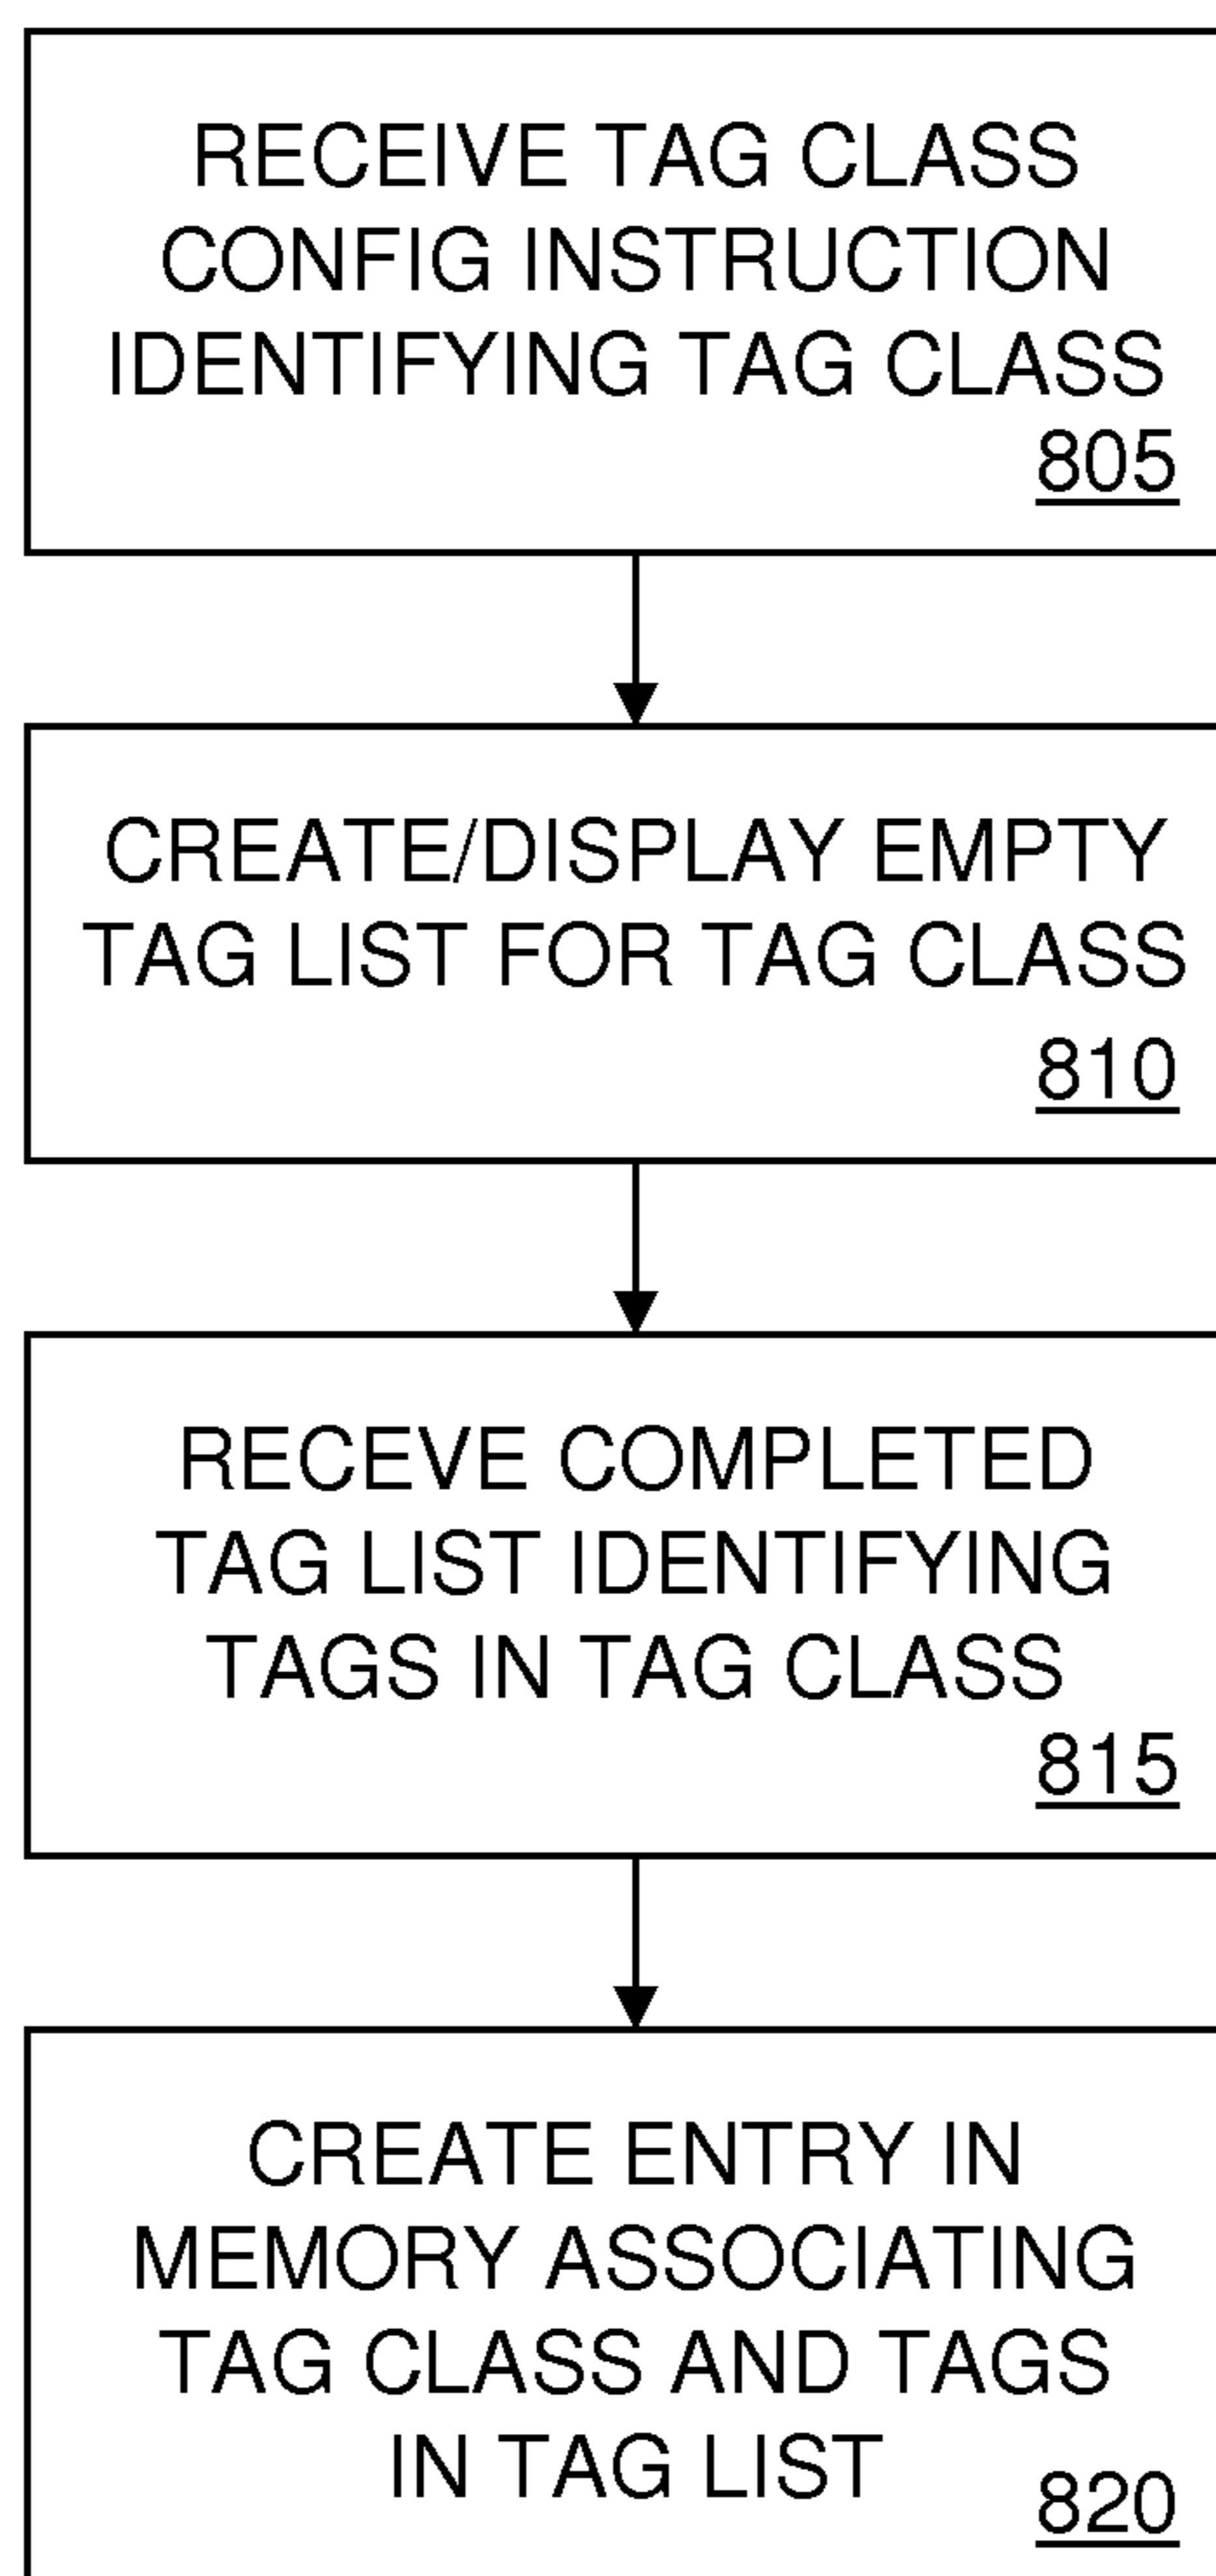 RECEIVE TAG CLASS
CONFIG INSTRUCTION
IDENTIFYING TAG CLASS
805
CREATE/DISPLAY EMPTY
TAG LIST FOR TAG CLASS
810
RECEVE COMPLETED
TAG LIST IDENTIFYING
TAGS IN TAG CLASS
815
CREATE ENTRY IN
MEMORY ASSOCIATING
TAG CLASS AND TAGS
IN TAG LIST
820